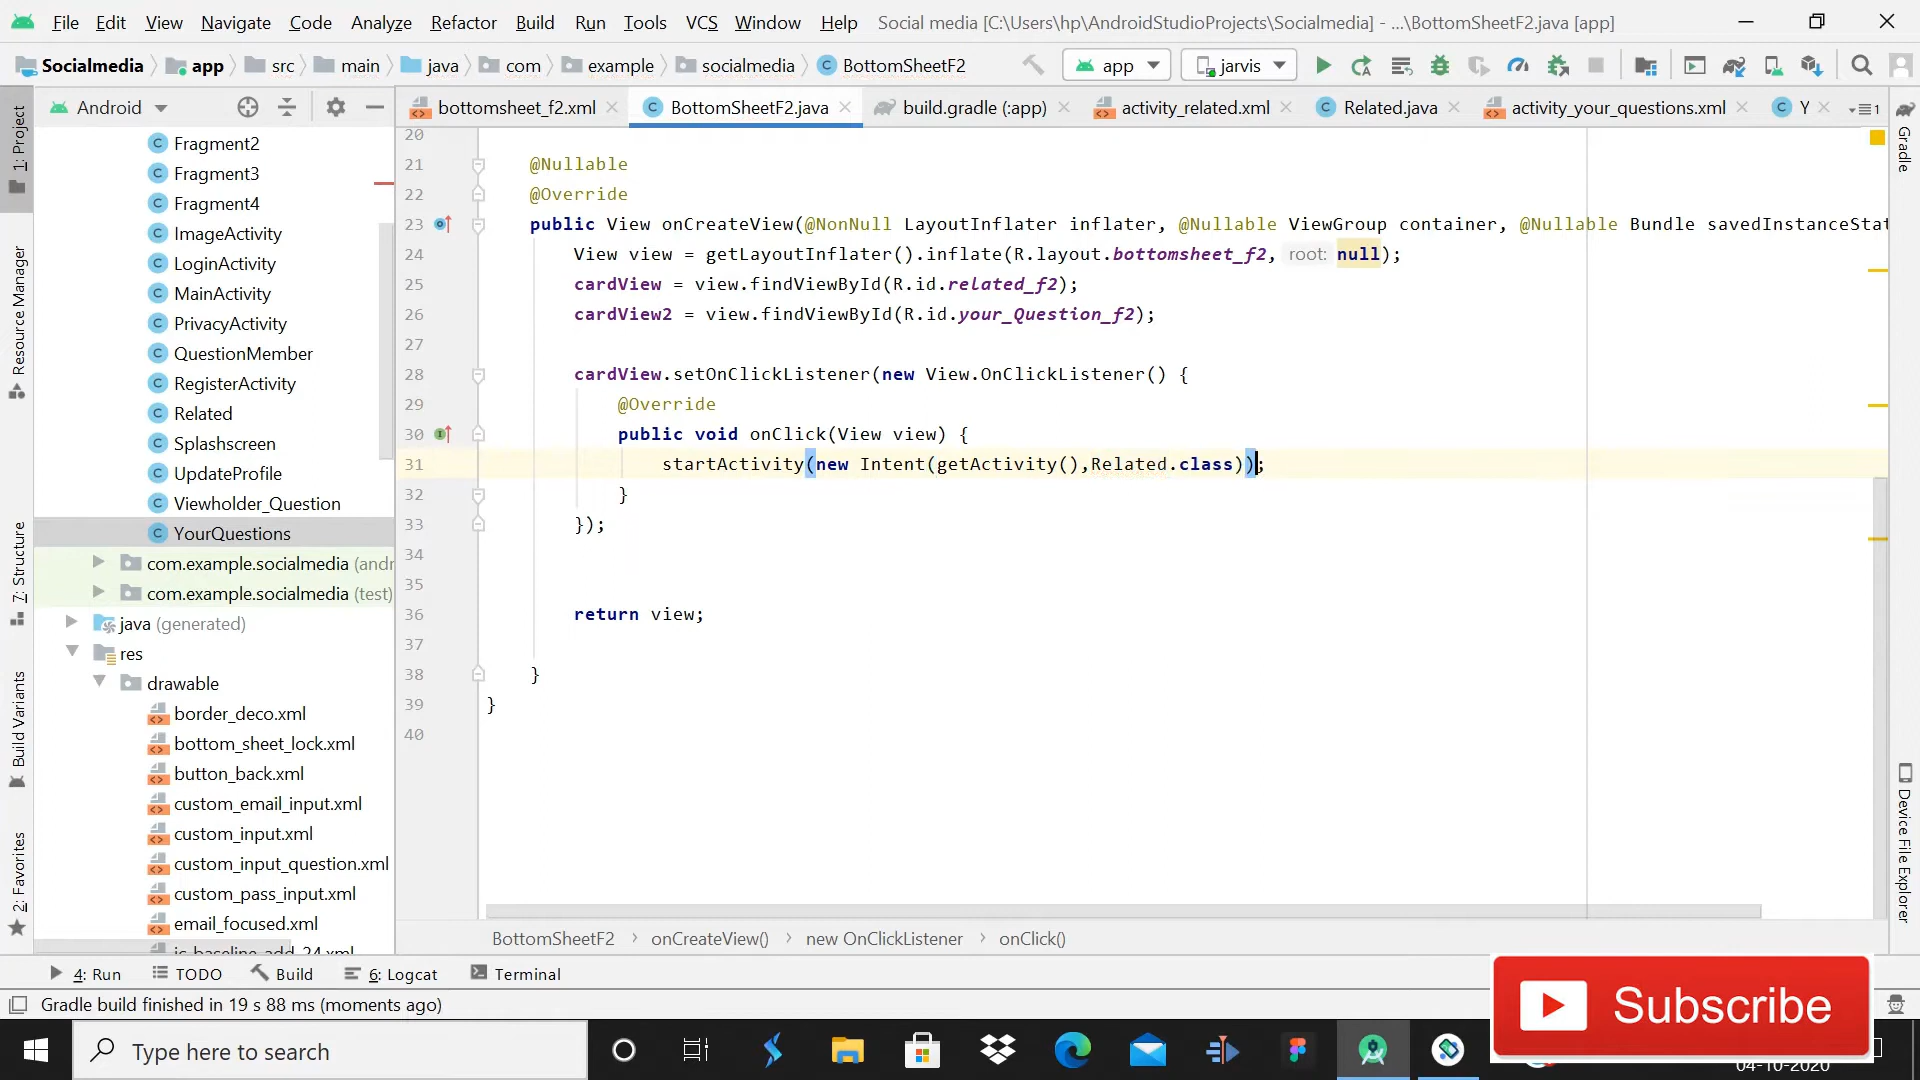 File Edit View Navigate Code Analyze Refactor Build Run Tools VCS Window Help Social media [C:\Users\hp\AndroidStudioProjects\Socialmedia] - ...\BottomSheetF2.java [app]
Socialmedia app src main java com example socialmedia BottomSheetF2 app jarvis
Android bottomsheet_f2.xml BottomSheetF2.java build.gradle (:app) activity_related.xml Related.java activity_your_questions.xml Y 1
1: Project
Resource Manager
7: Structure
Build Variants
2: Favorites
Fragment2
Fragment3
Fragment4
ImageActivity
LoginActivity
MainActivity
PrivacyActivity
QuestionMember
RegisterActivity
Related
Splashscreen
UpdateProfile
Viewholder_Question
YourQuestions
com.example.socialmedia (andr
com.example.socialmedia (test)
java (generated)
res
drawable
border_deco.xml
bottom_sheet_lock.xml
button_back.xml
custom_email_input.xml
custom_input.xml
custom_input_question.xml
custom_pass_input.xml
email_focused.xml
ic_baseline_add_24.xml
20
21 @Nullable
22 @Override
23 public View onCreateView(@NonNull LayoutInflater inflater, @Nullable ViewGroup container, @Nullable Bundle savedInstanceStat
24 View view = getLayoutInflater().inflate(R.layout.bottomsheet_f2, root: null);
25 cardView = view.findViewById(R.id.related_f2);
26 cardView2 = view.findViewById(R.id.your_Question_f2);
27
28 cardView.setOnClickListener(new View.OnClickListener() {
29 @Override
30 public void onClick(View view) {
31 startActivity(new Intent(getActivity(),Related.class));
32 }
33 });
34
35
36 return view;
37
38 }
39 }
40
Gradle
Device File Explorer
BottomSheetF2 onCreateView() new OnClickListener onClick()
4: Run TODO Build 6: Logcat Terminal
Gradle build finished in 19 s 88 ms (moments ago)
Subscribe
Type here to search
04-10-2020